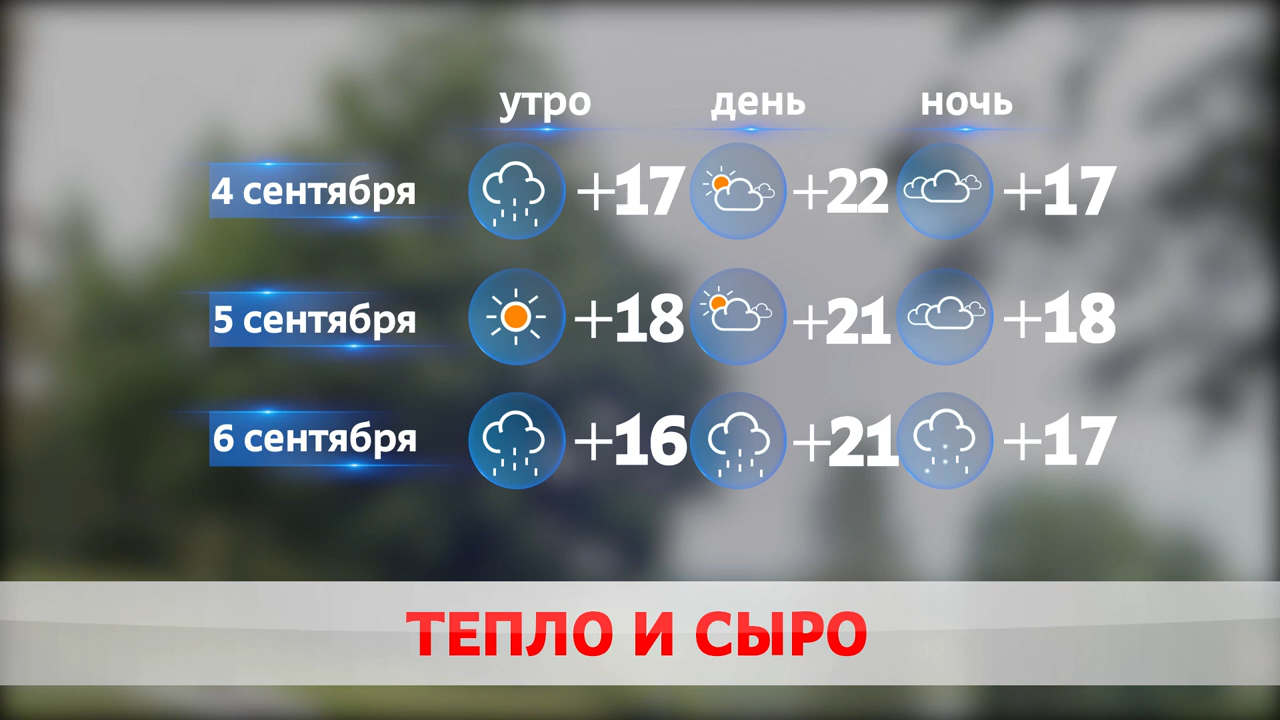 утро день ночь
4 сентября +17 +22 +17
5 сентября +18 +21 +18
6 сентября +16 +21 +17
ТЕПЛО И СЫРО